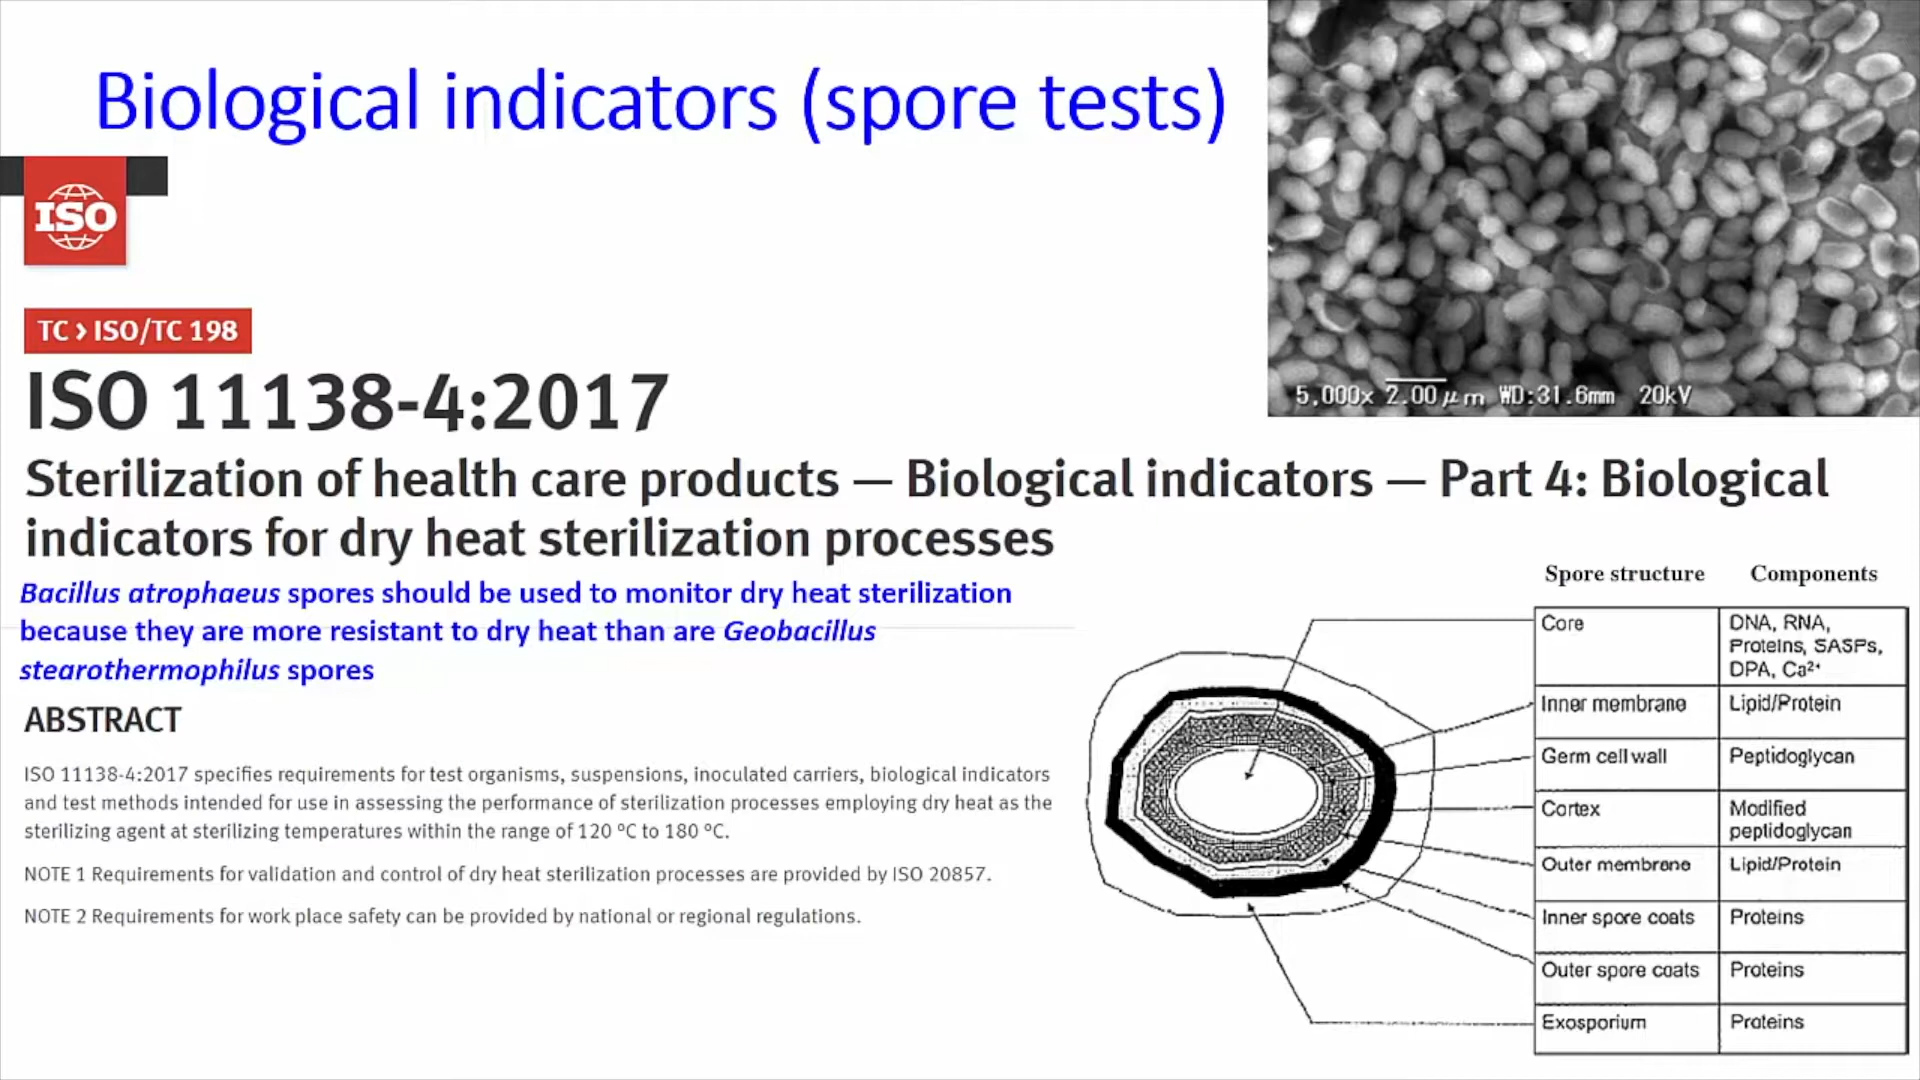 Biological indicators (spore tests)
ISO
TC › ISO/TC 198
ISO 11138-4:2017
Sterilization of health care products — Biological indicators — Part 4: Biological
indicators for dry heat sterilization processes
Bacillus atrophaeus spores should be used to monitor dry heat sterilization
because they are more resistant to dry heat than are Geobacillus
stearothermophilus spores
ABSTRACT
ISO 11138-4:2017 specifies requirements for test organisms, suspensions, inoculated carriers, biological indicators
and test methods intended for use in assessing the performance of sterilization processes employing dry heat as the
sterilizing agent at sterilizing temperatures within the range of 120 °C to 180 °C.
NOTE 1 Requirements for validation and control of dry heat sterilization processes are provided by ISO 20857.
NOTE 2 Requirements for work place safety can be provided by national or regional regulations.
5,000x 2.00μm WD:31.6mm 20kV
Spore structure Components
Core DNA, RNA,
Proteins, SASPs,
DPA, Ca²⁺
Inner membrane Lipid/Protein
Germ cell wall Peptidoglycan
Cortex Modified
peptidoglycan
Outer membrane Lipid/Protein
Inner spore coats Proteins
Outer spore coats Proteins
Exosporium Proteins